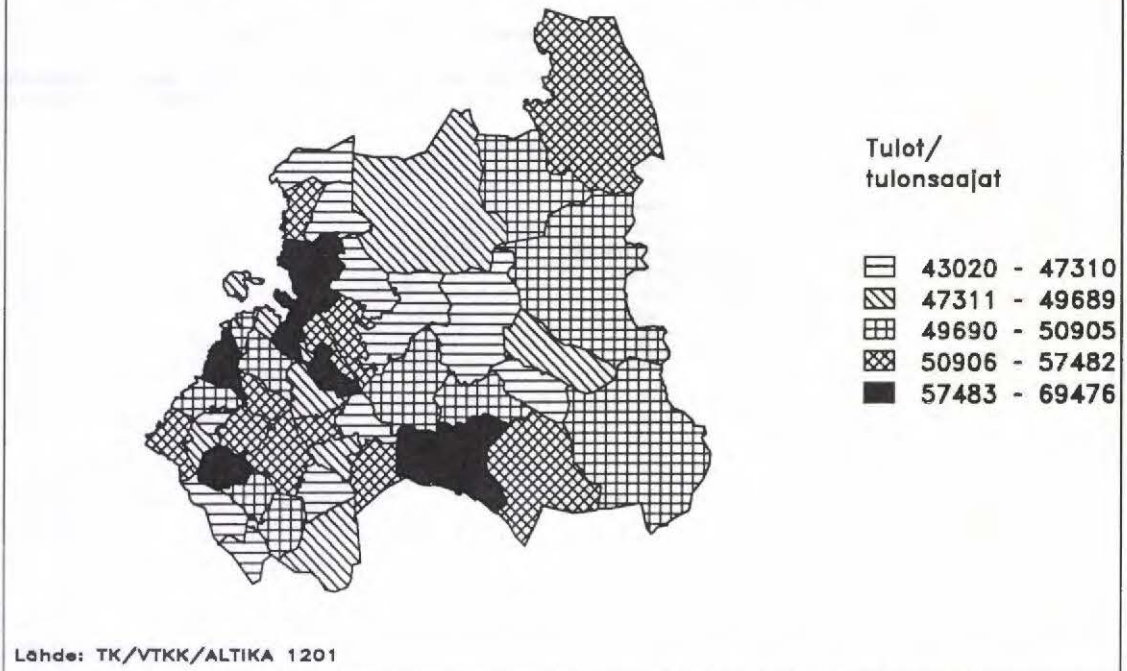 Tulot/
tulonsaajat
43020 - 47310
47311 - 49689
49690 - 50905
50906 - 57482
57483 - 69476
Lähde: TK/VTKK/ALTIKA 1201